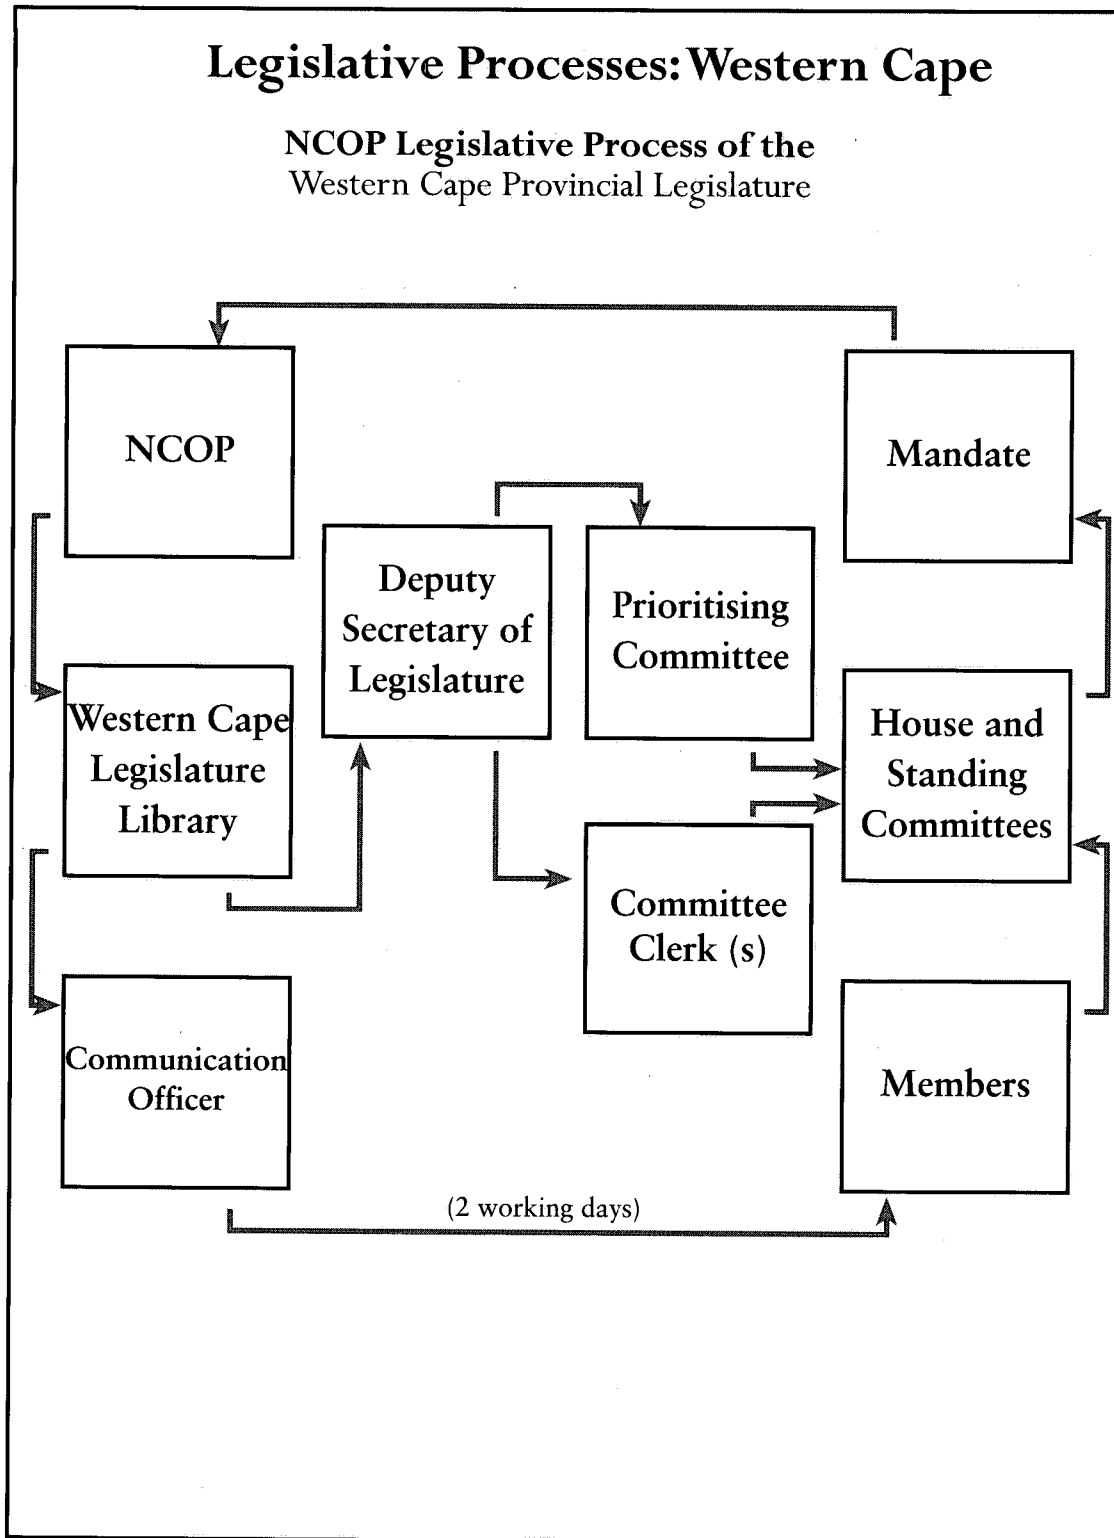 Legislative Processes: Western Cape
NCOP Legislative Process of the
Western Cape Provincial Legislature
NCOP
Mandate
Deputy
Secretary of
Legislature
Prioritising
Committee
Western Cape
Legislature
Library
House and
Standing
Committees
Committee
Clerk (s)
Communication
Officer
Members
(2 working days)